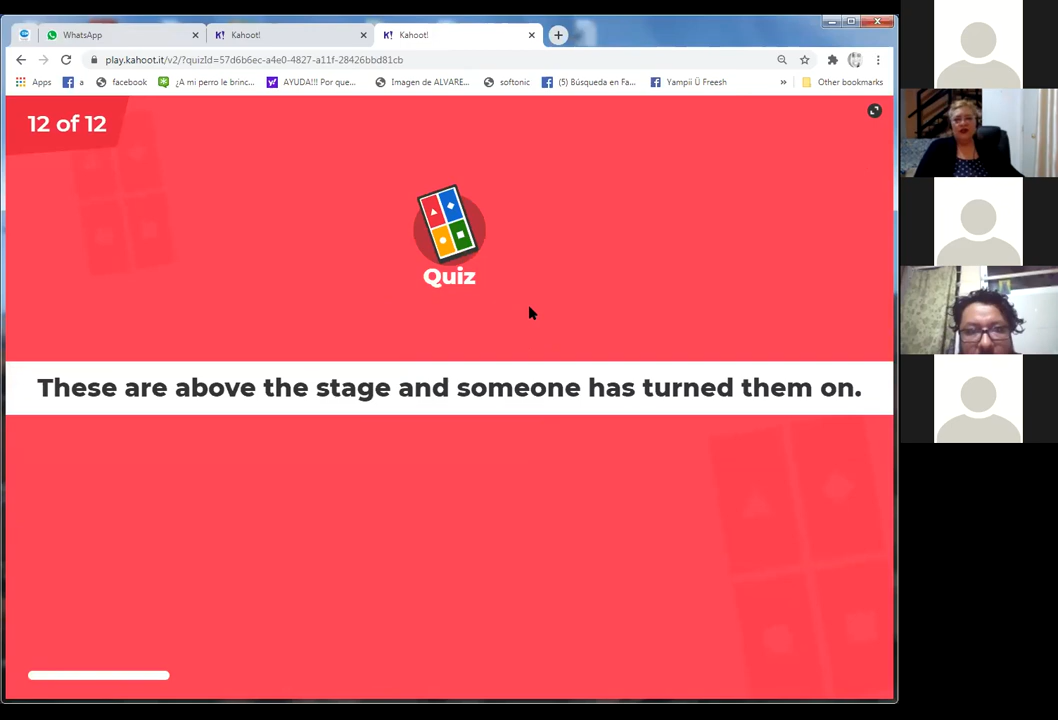 WhatsApp
Kahoot!
Kahoot!
play.kahoot.it/v2/?quizId=57d6b6ec-a4e0-4827-a11f-28426bbd81cb
Apps
a
facebook
¿A mi perro le brinc...
AYUDA!!! Por que...
Imagen de ALVARE...
softonic
(5) Búsqueda en Fa...
Yampii Ü Freesh
»
Other bookmarks
12 of 12
Quiz
These are above the stage and someone has turned them on.